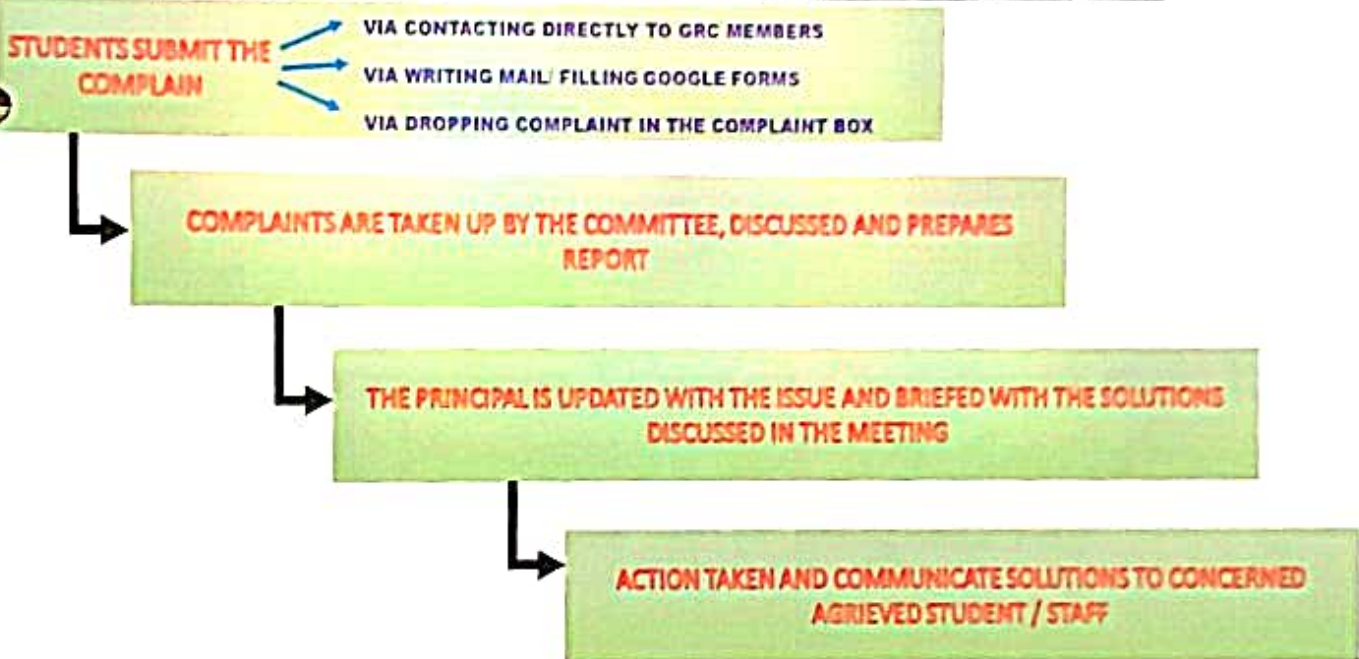 STUDENTS SUBMIT THE
COMPLAIN
VIA CONTACTING DIRECTLY TO GRC MEMBERS
VIA WRITING MAIL/ FILLING GOOGLE FORMS
VIA DROPPING COMPLAINT IN THE COMPLAINT BOX
COMPLAINTS ARE TAKEN UP BY THE COMMITTEE, DISCUSSED AND PREPARES
REPORT
THE PRINCIPAL IS UPDATED WITH THE ISSUE AND BRIEFED WITH THE SOLUTIONS
DISCUSSED IN THE MEETING
ACTION TAKEN AND COMMUNICATE SOLUTIONS TO CONCERNED
AGRIEVED STUDENT / STAFF